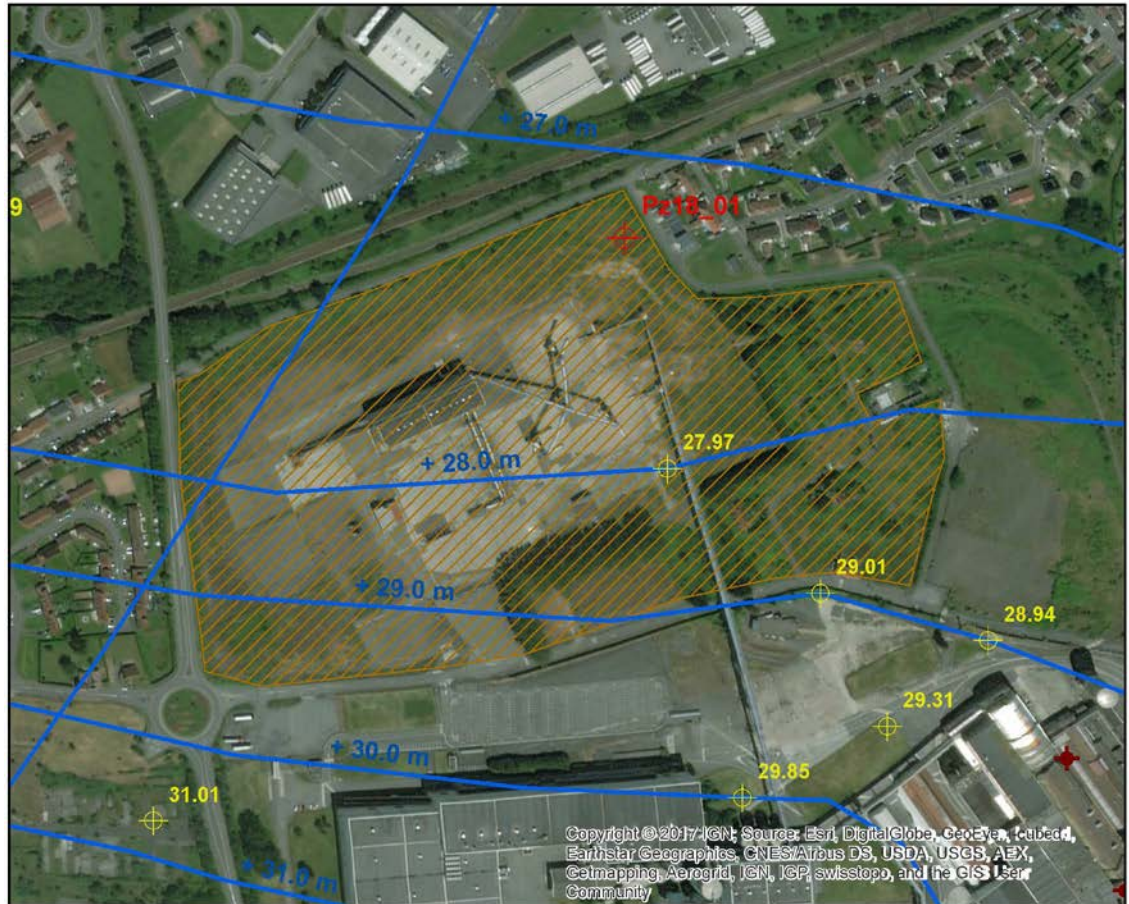 + 27.0 m
9
Pz18_01
27.97
+ 28.0 m
29.01
+ 29.0 m
28.94
29.31
+ 30.0 m
29.85
31.01
+ 31.0 m
Copyright © 2017 IGN; Source: Esri, DigitalGlobe, GeoEye, i-cubed,
Earthstar Geographics, CNES/Airbus DS, USDA, USGS, AEX,
Getmapping, Aerogrid, IGN, IGP, swisstopo, and the GIS User
Community